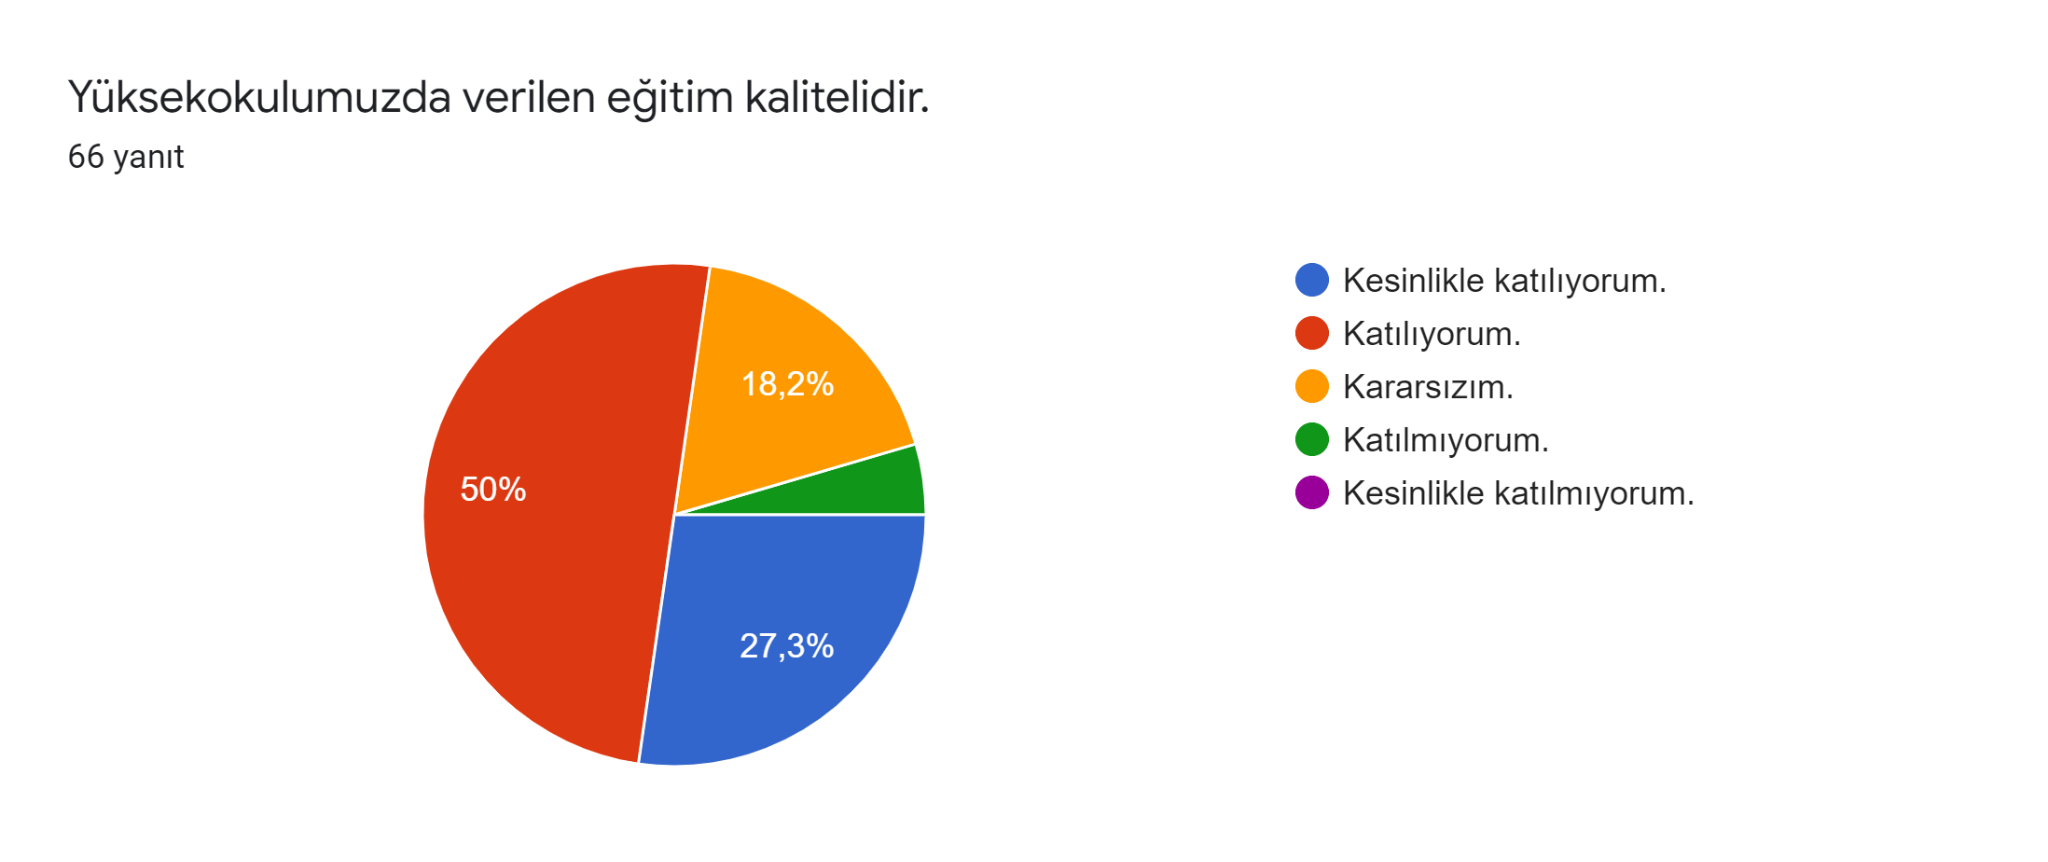 Yüksekokulumuzda verilen eğitim kalitelidir.
66 yanıt
18,2%
50%
27,3%
Kesinlikle katılıyorum.
Katılıyorum.
Kararsızım.
Katılmıyorum.
Kesinlikle katılmıyorum.